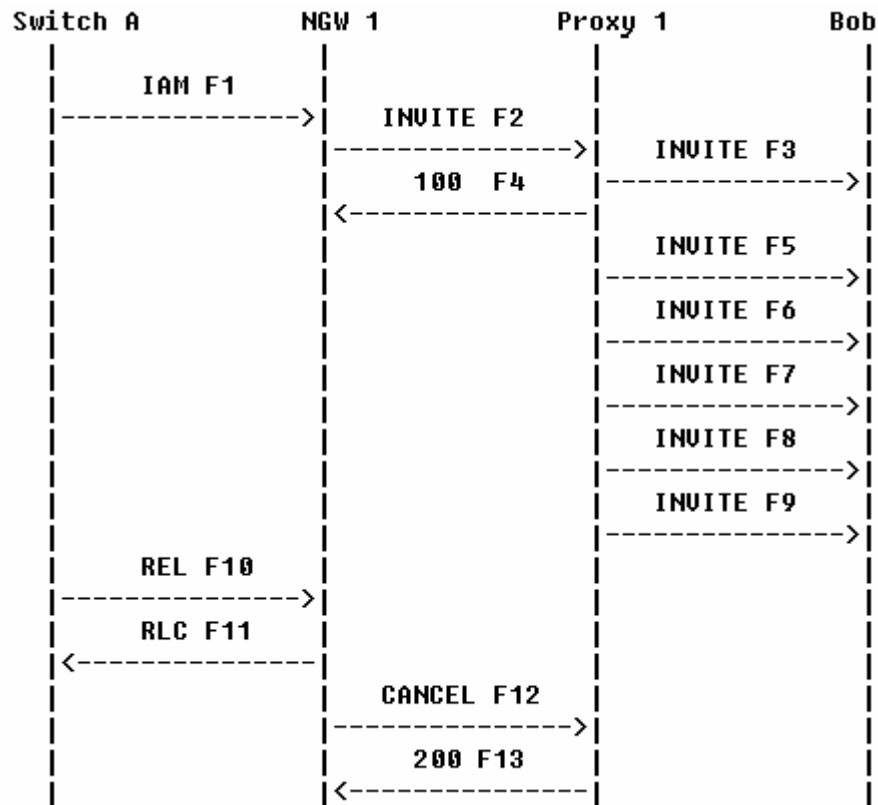 Switch A NGW 1 Proxy 1 Bob
IAM F1
INVITE F2
INVITE F3
100 F4
INVITE F5
INVITE F6
INVITE F7
INVITE F8
INVITE F9
REL F10
RLC F11
CANCEL F12
200 F13